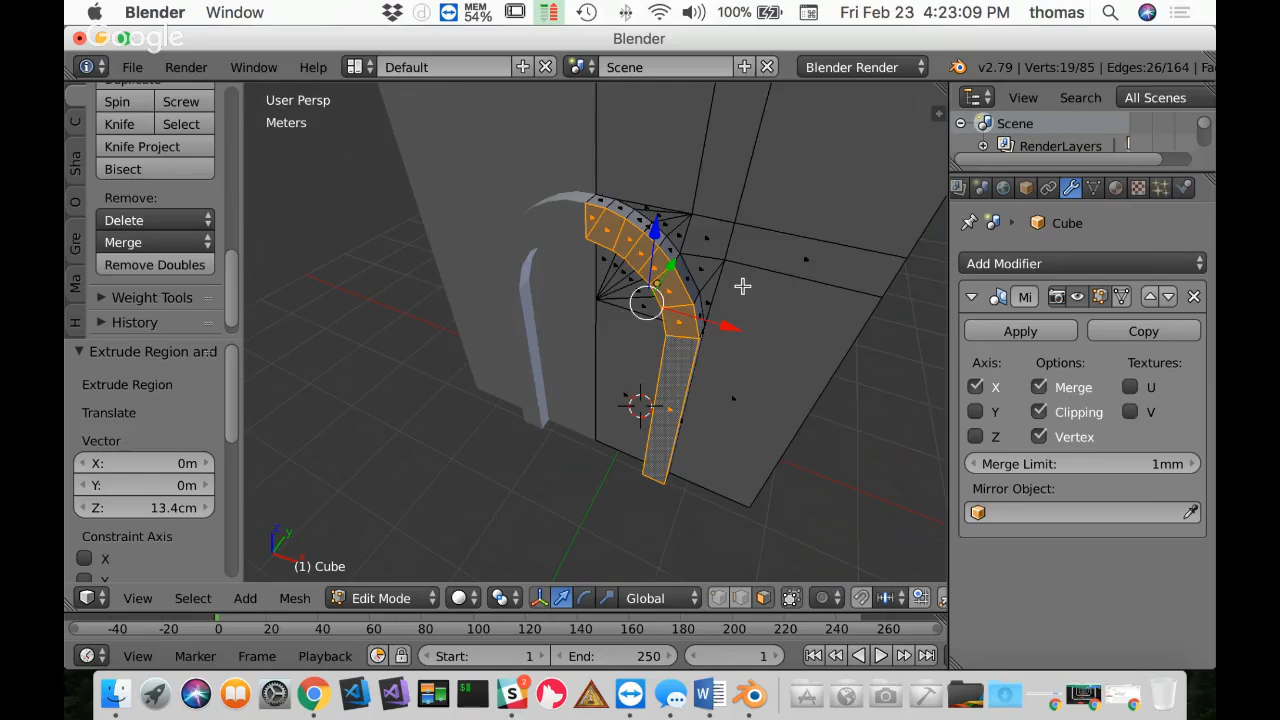 Blender Window MEM 54% 100% Fri Feb 23 4:23:09 PM thomas
Google
Blender
File Render Window Help Default Scene Blender Render v2.79 | Verts:19/85 | Edges:26/164 | Fa
Duplicate
Spin Screw
Knife Select
Knife Project
Bisect
Remove:
Delete
Merge
Remove Doubles
Weight Tools
History
C
Sha
O
Gre
Ma
H
Extrude Region and
Extrude Region
Translate
Vector
X: 0m
Y: 0m
Z: 13.4cm
Constraint Axis
X
Y
User Persp
Meters
z
y
(1) Cube
View Search All Scenes
Scene
RenderLayers
Cube
Add Modifier
Mi
Apply Copy
Axis: Options: Textures:
X Merge U
Y Clipping V
Z Vertex
Merge Limit: 1mm
Mirror Object:
View Select Add Mesh Edit Mode Global
-40 -20 0 20 40 60 80 100 120 140 160 180 200 220 240 260
View Marker Frame Playback Start: 1 End: 250 1
S 2 W